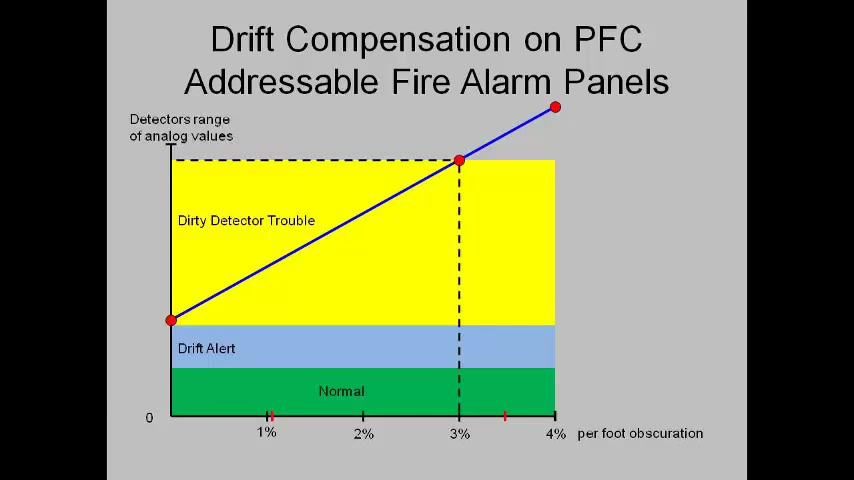 Drift Compensation on PFC
Addressable Fire Alarm Panels
Detectors range
of analog values
Dirty Detector Trouble
Drift Alert
Normal
0
1% 2% 3% 4% per foot obscuration